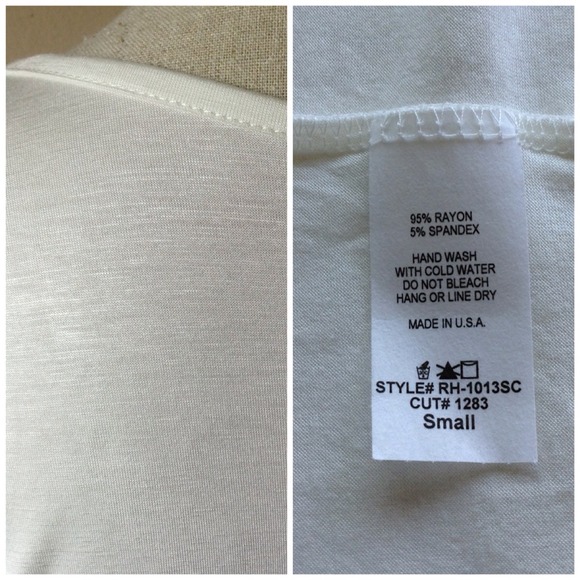 95% RAYON
5% SPANDEX
HAND WASH
WITH COLD WATER
DO NOT BLEACH
HANG OR LINE DRY
MADE IN U.S.A.
STYLE# RH-1013SC
CUT# 1283
Small